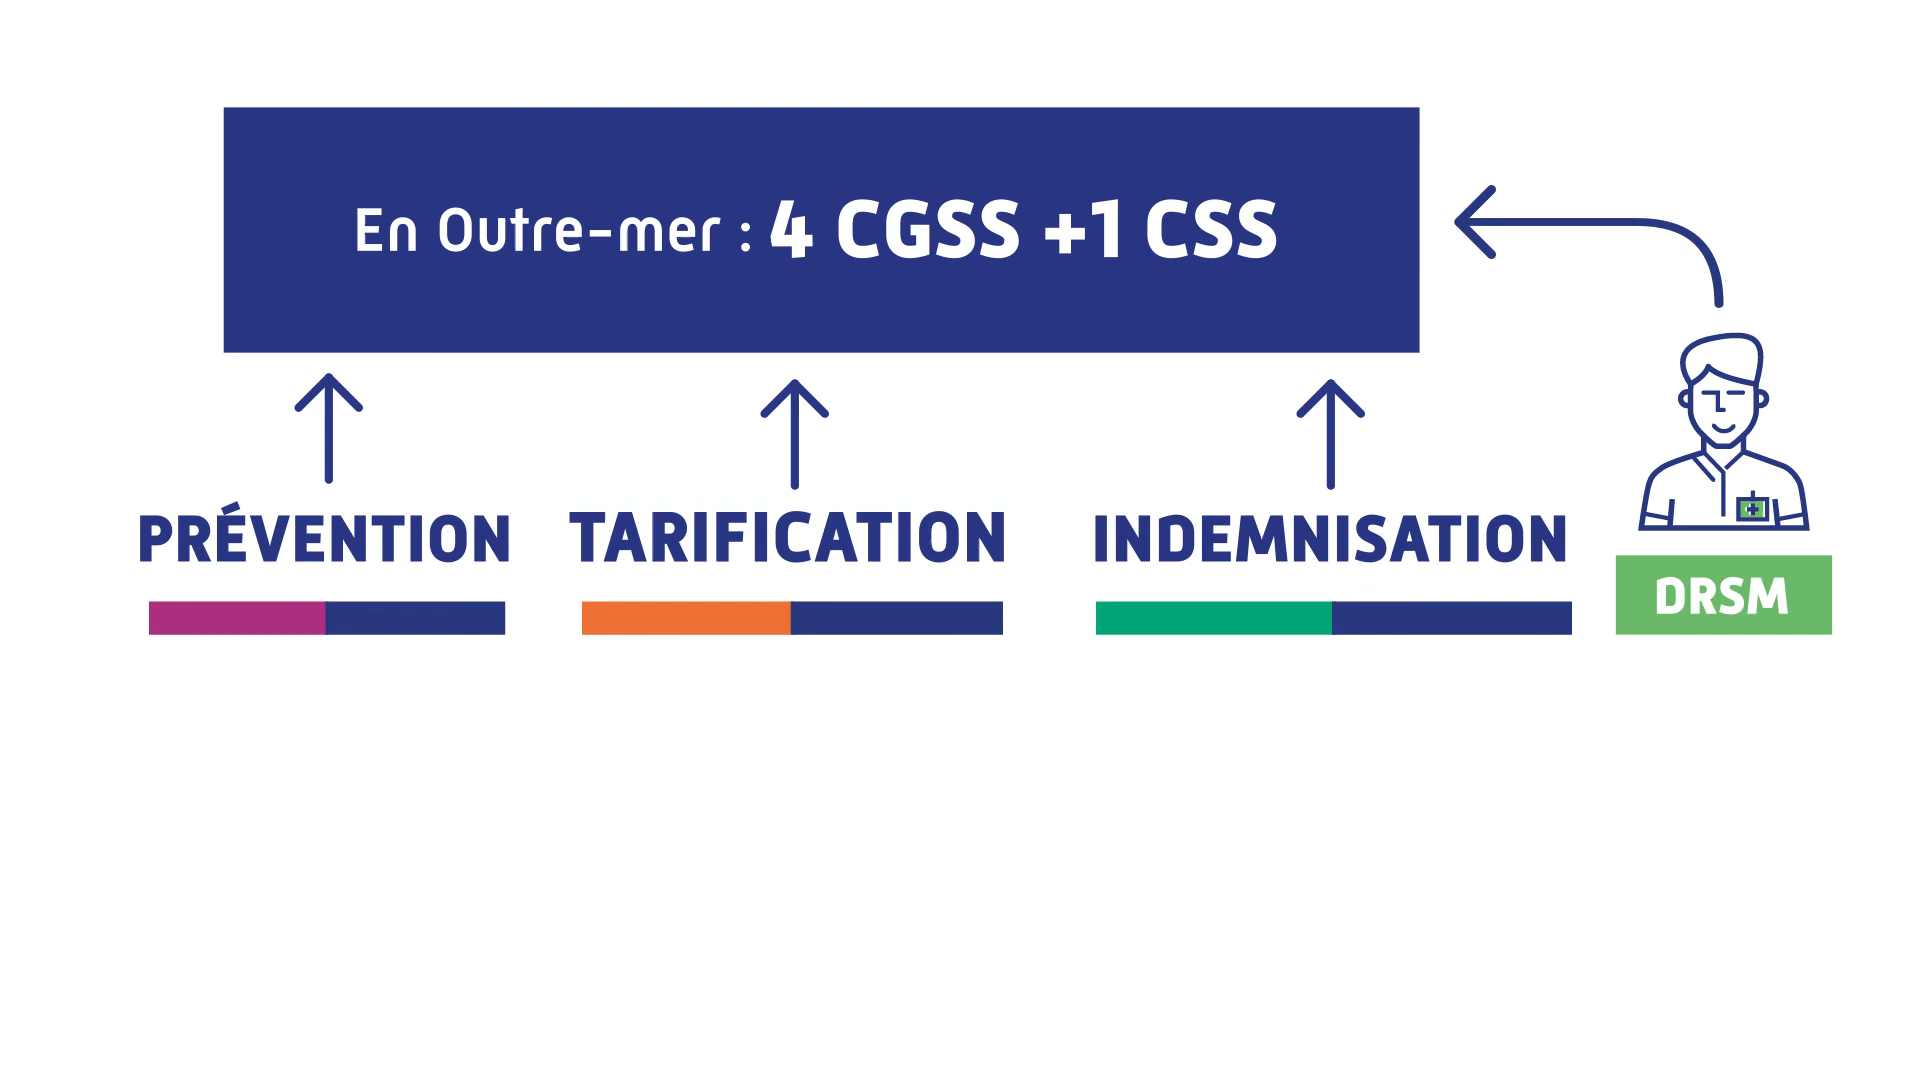 En Outre-mer : 4 CGSS +1 CSS
PRÉVENTION
TARIFICATION
INDEMNISATION
DRSM